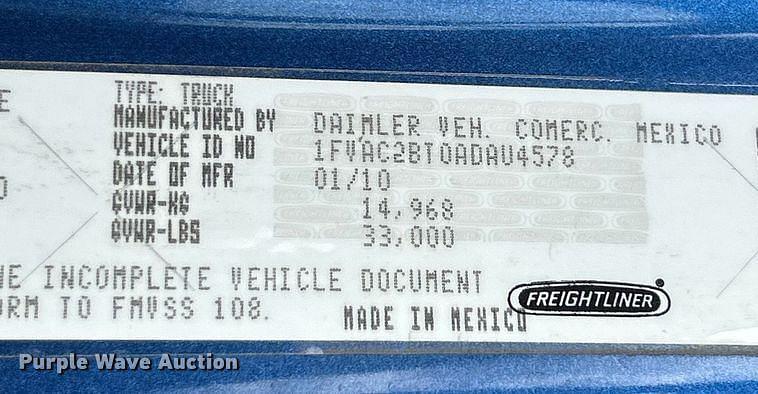 TYPE: TRUCK
MANUFACTURED BY DAIMLER VEH. COMERC. MEXICO
VEHICLE ID NO 1FVAC2BT0ADAU4578
DATE OF MFR 01/10
GVWR-KG 14,968
GVWR-LBS 33,000
INCOMPLETE VEHICLE DOCUMENT
TO FMVSS 108.
MADE IN MEXICO
FREIGHTLINER
Purple Wave Auction